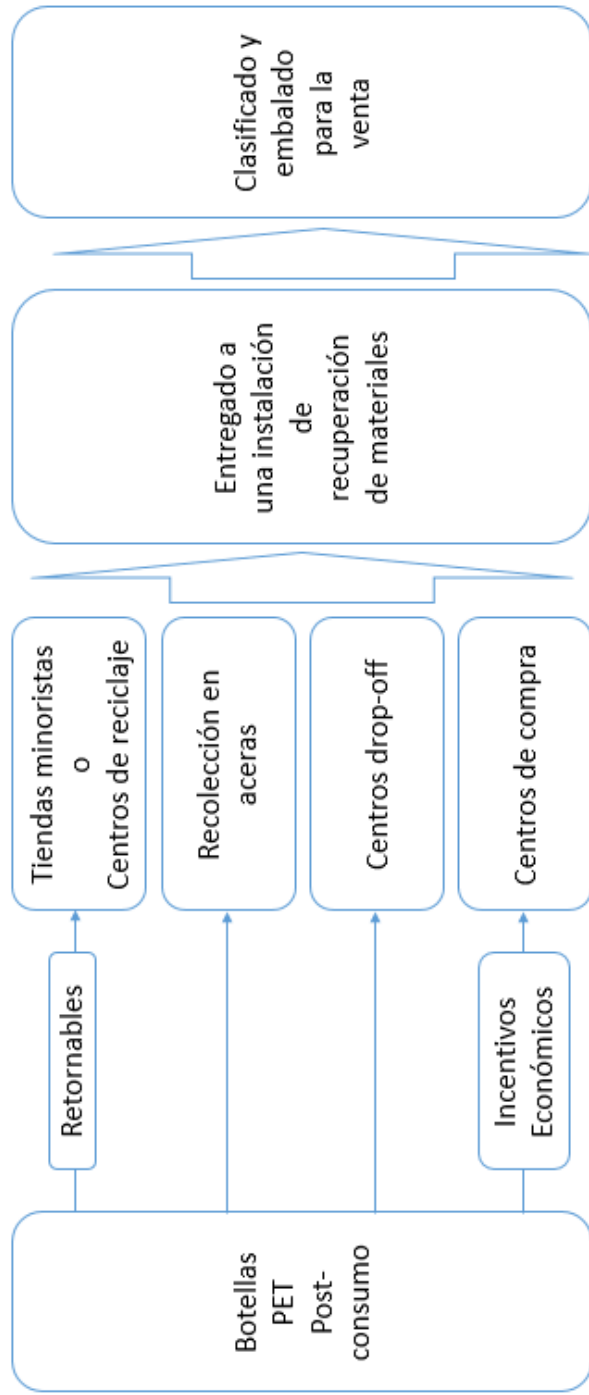 Botellas
PET
Post-
consumo
Retornables
Incentivos
Económicos
Tiendas minoristas
o
Centros de reciclaje
Recolección en
aceras
Centros drop-off
Centros de compra
Entregado a
una instalación
de
recuperación
de materiales
Clasificado y
embalado
para la
venta